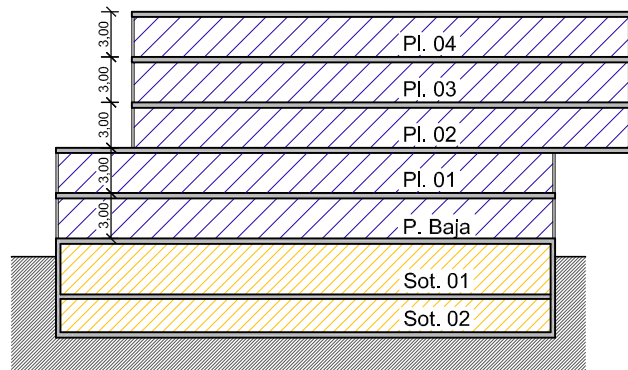 3,00
Pl. 04
3,00
Pl. 03
3,00
Pl. 02
3,00
Pl. 01
3,00
P. Baja
Sot. 01
Sot. 02